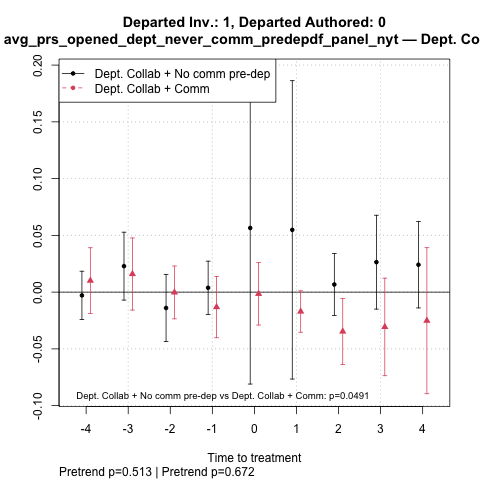 Departed Inv.: 1, Departed Authored: 0
avg_prs_opened_dept_never_comm_predepdf_panel_nyt — Dept. Co
Dept. Collab + No comm pre-dep
Dept. Collab + Comm
0.20
0.15
0.10
0.05
0.00
-0.05
-0.10
Dept. Collab + No comm pre-dep vs Dept. Collab + Comm: p=0.0491
-4 -3 -2 -1 0 1 2 3 4
Time to treatment
Pretrend p=0.513 | Pretrend p=0.672